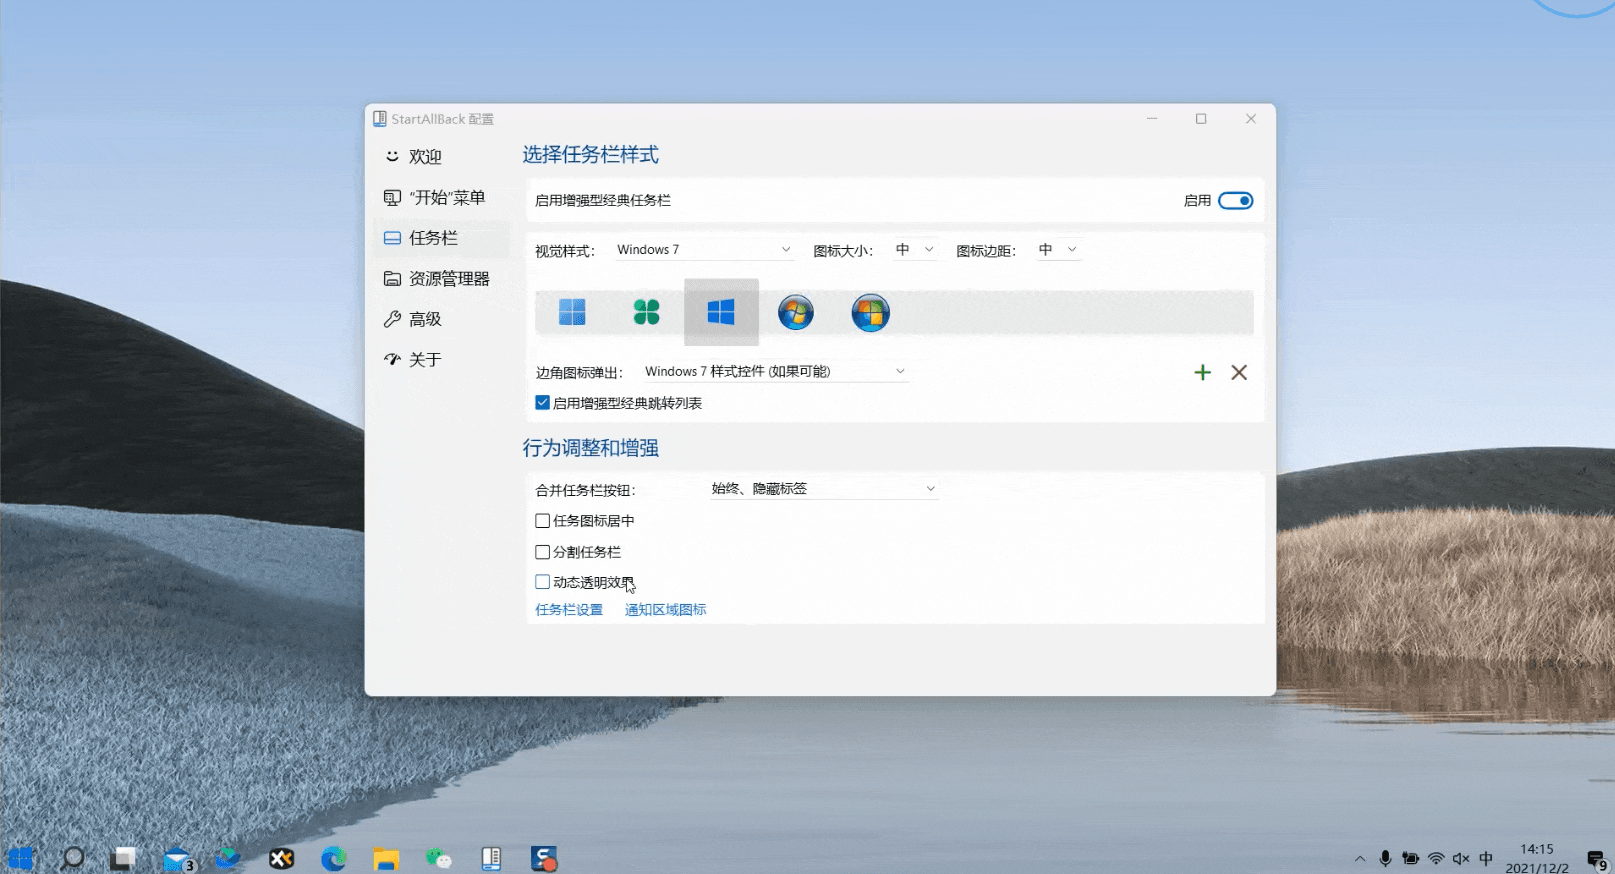 StartAllBack 配置
欢迎
“开始”菜单
任务栏
资源管理器
高级
关于
选择任务栏样式
启用增强型经典任务栏
启用
视觉样式： Windows 7 图标大小： 中 图标边距： 中
边角图标弹出： Windows 7 样式控件 (如果可能)
启用增强型经典跳转列表
行为调整和增强
合并任务栏按钮： 始终、隐藏标签
任务图标居中
分割任务栏
动态透明效果
任务栏设置 通知区域图标
3
S
中
14:15
2021/12/2
9